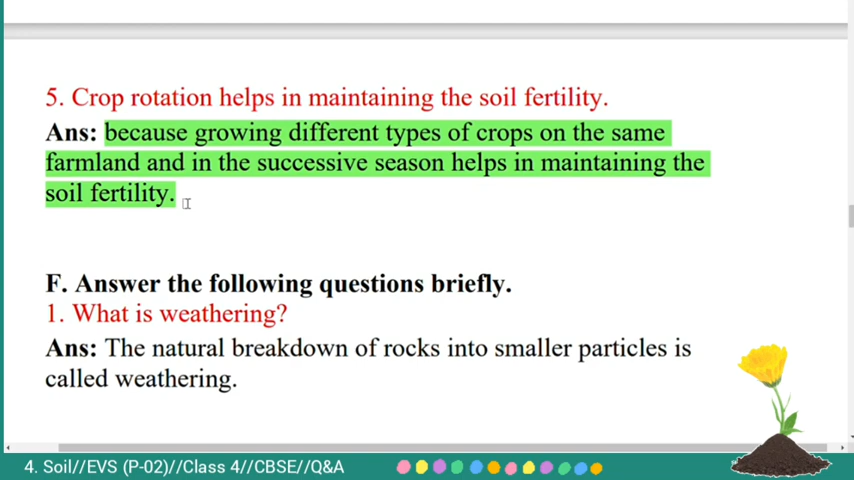 5. Crop rotation helps in maintaining the soil fertility.
Ans: because growing different types of crops on the same
farmland and in the successive season helps in maintaining the
soil fertility.
F. Answer the following questions briefly.
1. What is weathering?
Ans: The natural breakdown of rocks into smaller particles is
called weathering.
4. Soil//EVS (P-02)//Class 4//CBSE//Q&A